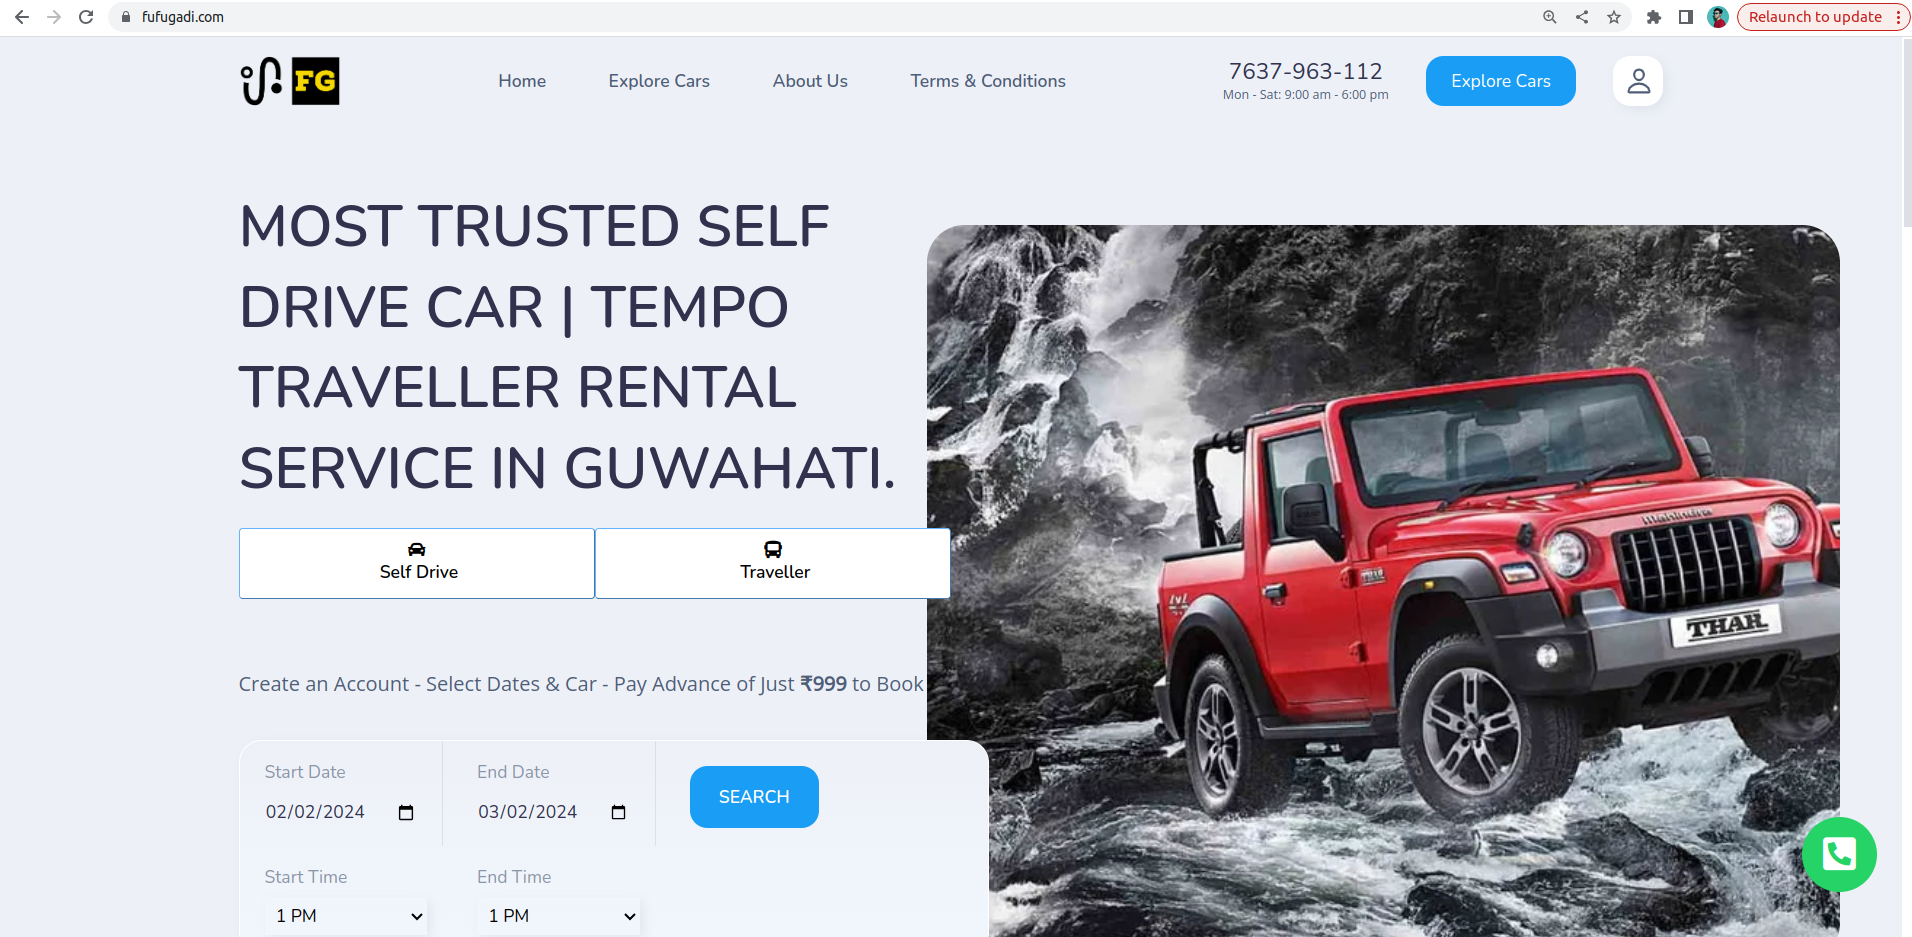 fufugadi.com
Relaunch to update
FG
Home
Explore Cars
About Us
Terms & Conditions
7637-963-112
Mon - Sat: 9:00 am - 6:00 pm
Explore Cars
MOST TRUSTED SELF
DRIVE CAR | TEMPO
TRAVELLER RENTAL
SERVICE IN GUWAHATI.
Self Drive
Traveller
Create an Account - Select Dates & Car - Pay Advance of Just ₹999 to Book
Start Date
End Date
02/02/2024
03/02/2024
SEARCH
Start Time
End Time
1 PM
1 PM
Mahindra
THAR
THAR
4x4